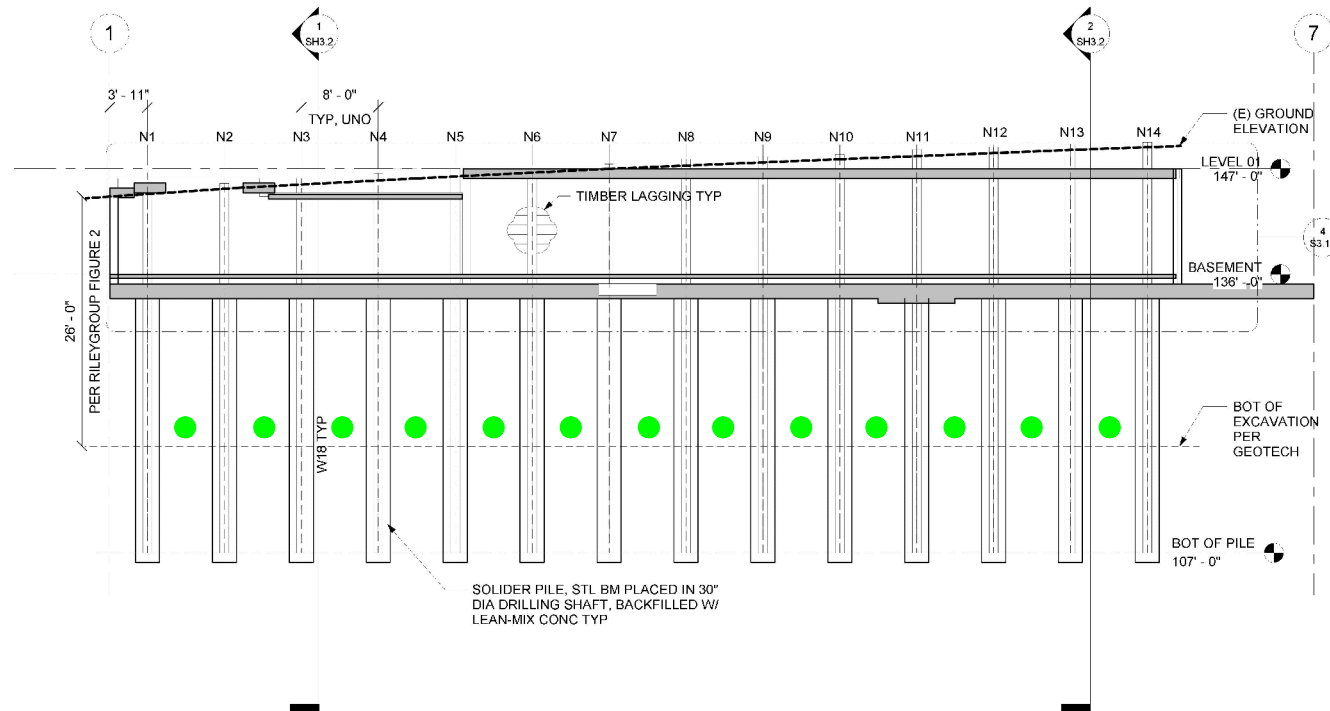 1
1
SH3.2
2
SH3.2
7
3' - 11"
8' - 0"
TYP, UNO
N1
N2
N3
N4
N5
N6
N7
N8
N9
N10
N11
N12
N13
N14
(E) GROUND
ELEVATION
LEVEL 01
147' - 0"
TIMBER LAGGING TYP
4
S3.1
BASEMENT
136' - 0"
26' - 0"
PER RILEYGROUP FIGURE 2
W18 TYP
BOT OF
EXCAVATION
PER
GEOTECH
BOT OF PILE
107' - 0"
SOLIDER PILE, STL BM PLACED IN 30"
DIA DRILLING SHAFT, BACKFILLED W/
LEAN-MIX CONC TYP